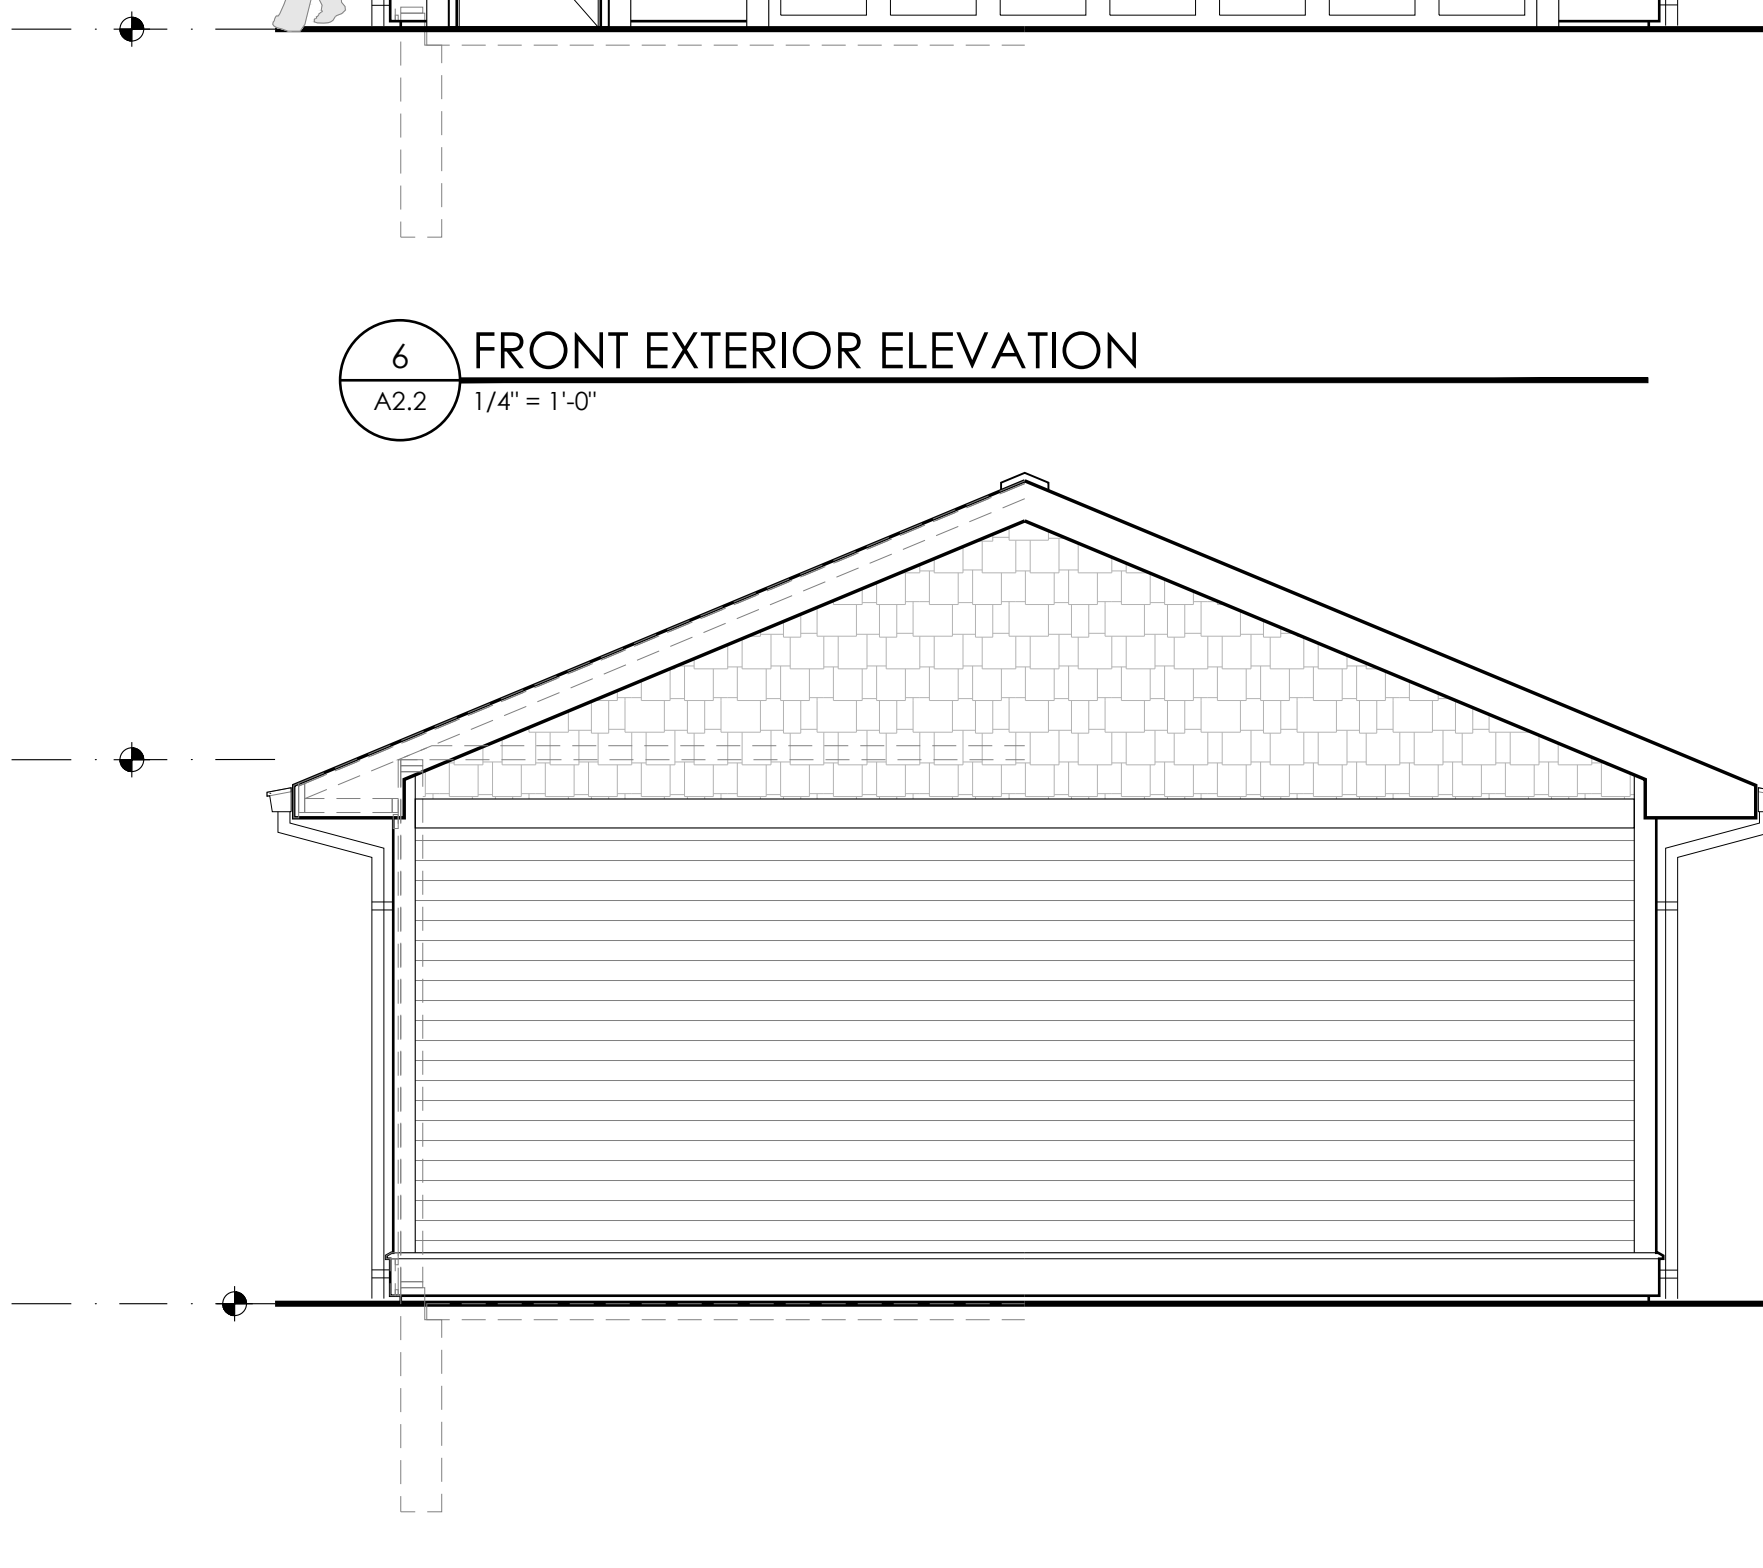 6
FRONT EXTERIOR ELEVATION
A2.2
1/4" = 1'-0"